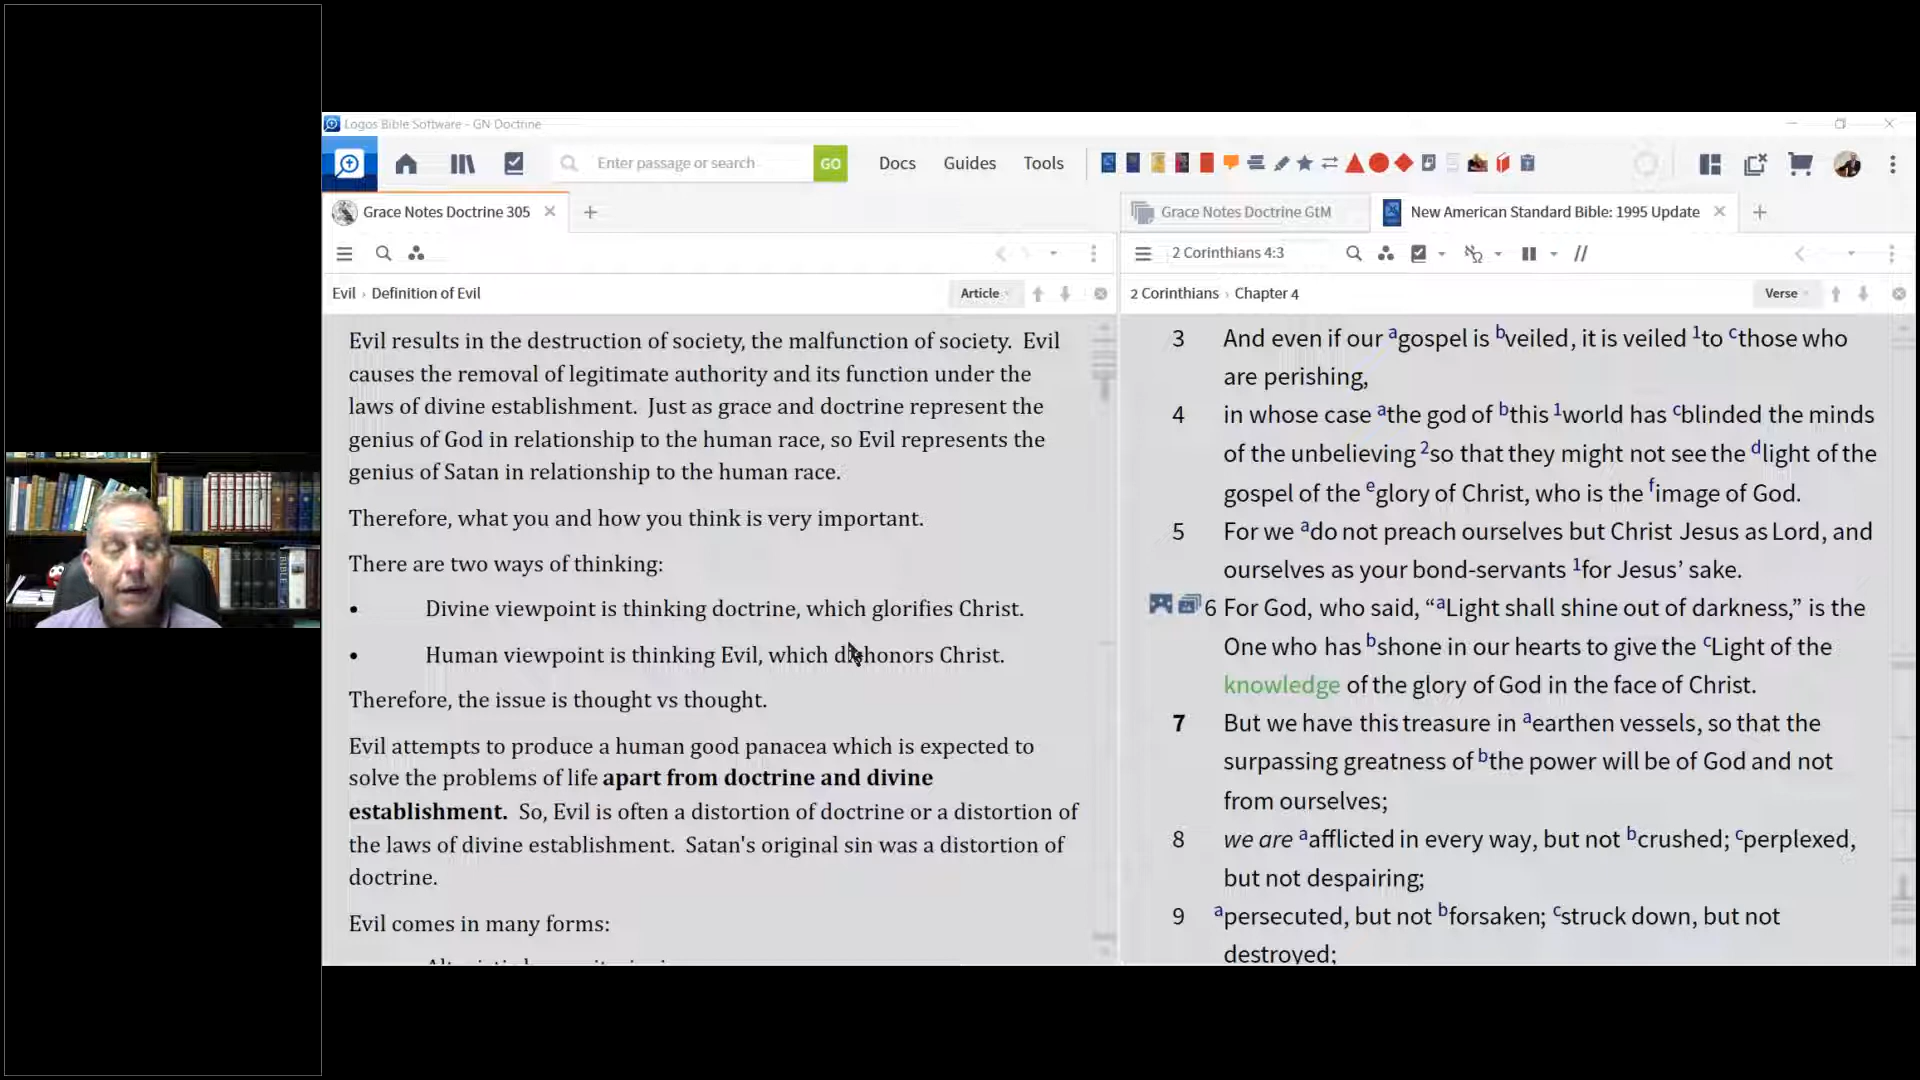 Logos Bible Software - GN Doctrine
Enter passage or search
GO
Docs
Guides
Tools
Grace Notes Doctrine 305
Evil › Definition of Evil
Article
Evil results in the destruction of society, the malfunction of society. Evil
causes the removal of legitimate authority and its function under the
laws of divine establishment. Just as grace and doctrine represent the
genius of God in relationship to the human race, so Evil represents the
genius of Satan in relationship to the human race.
Therefore, what you and how you think is very important.
There are two ways of thinking:
• Divine viewpoint is thinking doctrine, which glorifies Christ.
• Human viewpoint is thinking Evil, which dishonors Christ.
Therefore, the issue is thought vs thought.
Evil attempts to produce a human good panacea which is expected to
solve the problems of life apart from doctrine and divine
establishment. So, Evil is often a distortion of doctrine or a distortion of
the laws of divine establishment. Satan's original sin was a distortion of
doctrine.
Evil comes in many forms:
Grace Notes Doctrine GtM
New American Standard Bible: 1995 Update
2 Corinthians 4:3
2 Corinthians › Chapter 4
Verse
3 And even if our agospel is bveiled, it is veiled 1to cthose who
are perishing,
4 in whose case athe god of bthis 1world has cblinded the minds
of the unbelieving 2so that they might not see the dlight of the
gospel of the eglory of Christ, who is the fimage of God.
5 For we ado not preach ourselves but Christ Jesus as Lord, and
ourselves as your bond-servants 1for Jesus’ sake.
6 For God, who said, “aLight shall shine out of darkness,” is the
One who has bshone in our hearts to give the cLight of the
knowledge of the glory of God in the face of Christ.
7 But we have this treasure in aearthen vessels, so that the
surpassing greatness of bthe power will be of God and not
from ourselves;
8 we are aafflicted in every way, but not bcrushed; cperplexed,
but not despairing;
9 apersecuted, but not bforsaken; cstruck down, but not
destroyed;